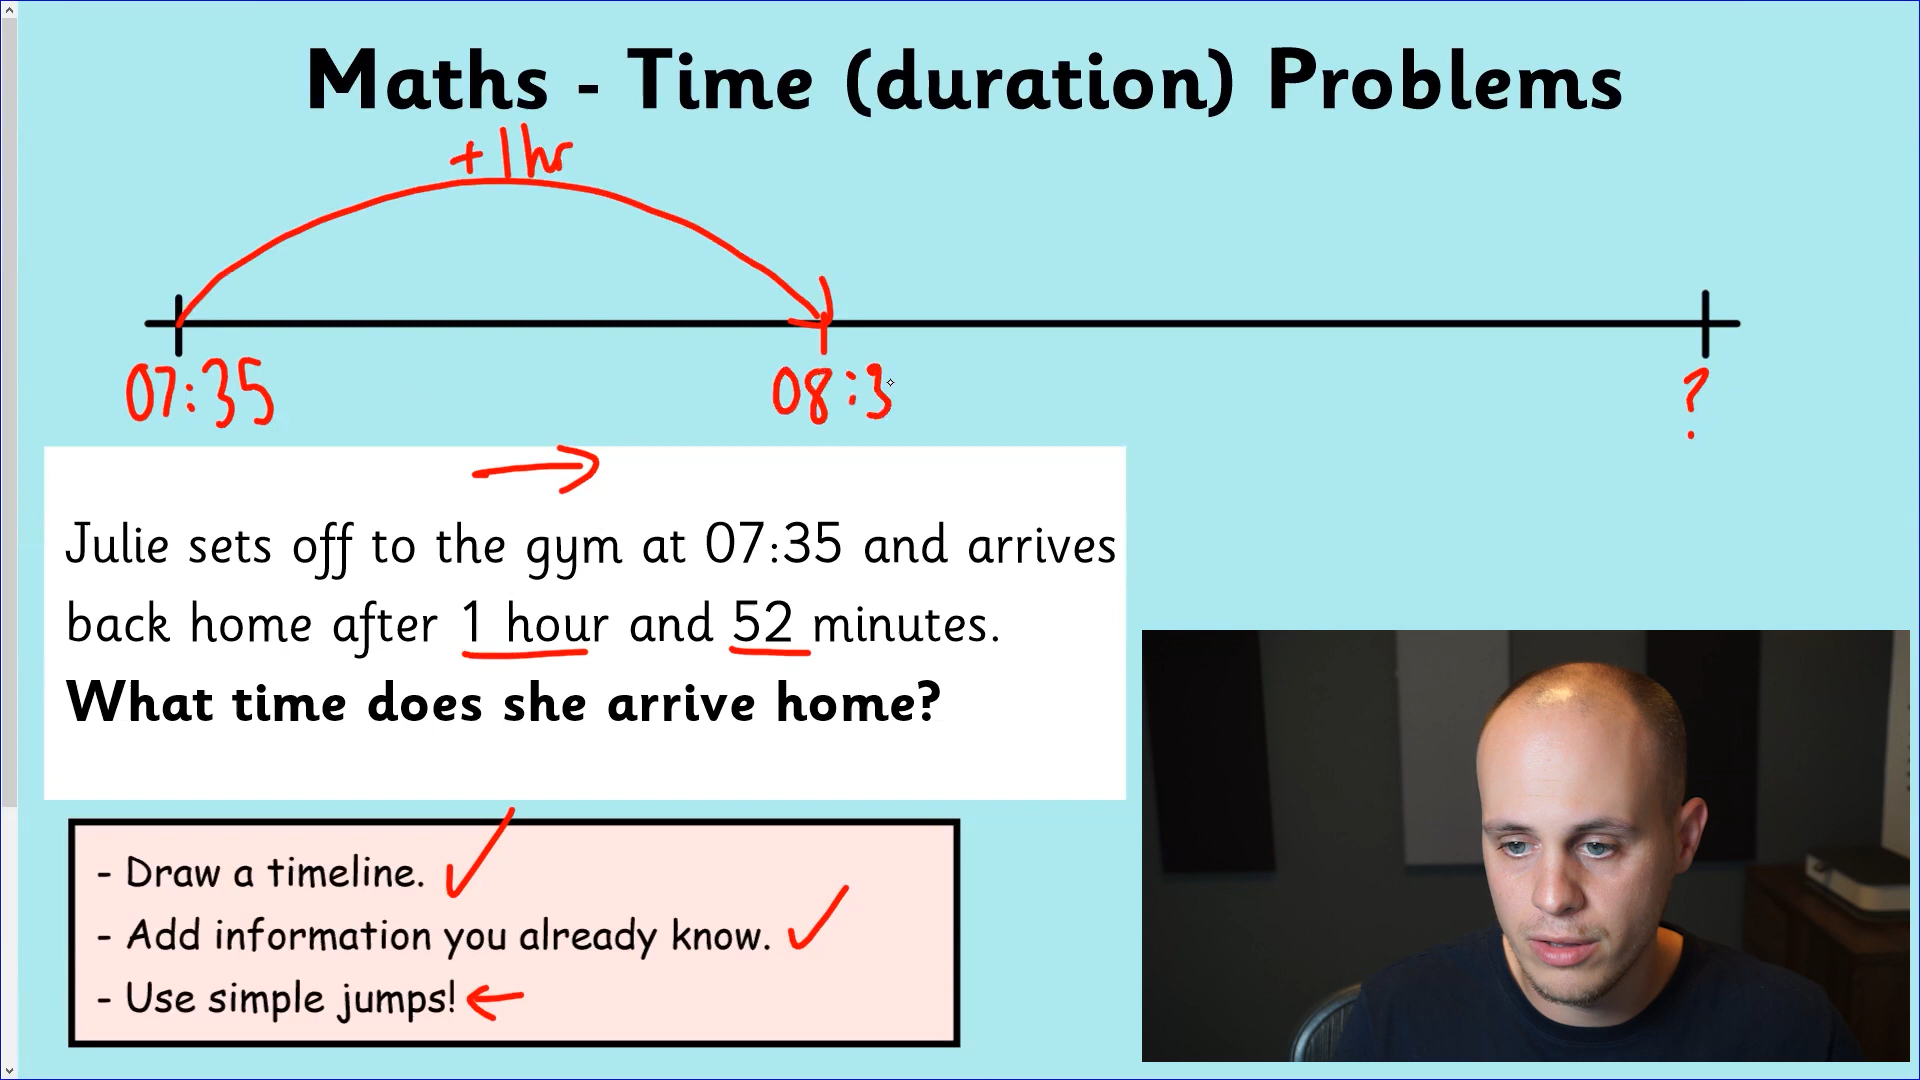 Maths - Time (duration) Problems
+1hr
07:35
08:3
?
Julie sets off to the gym at 07:35 and arrives
back home after 1 hour and 52 minutes.
What time does she arrive home?
- Draw a timeline.
- Add information you already know.
- Use simple jumps!